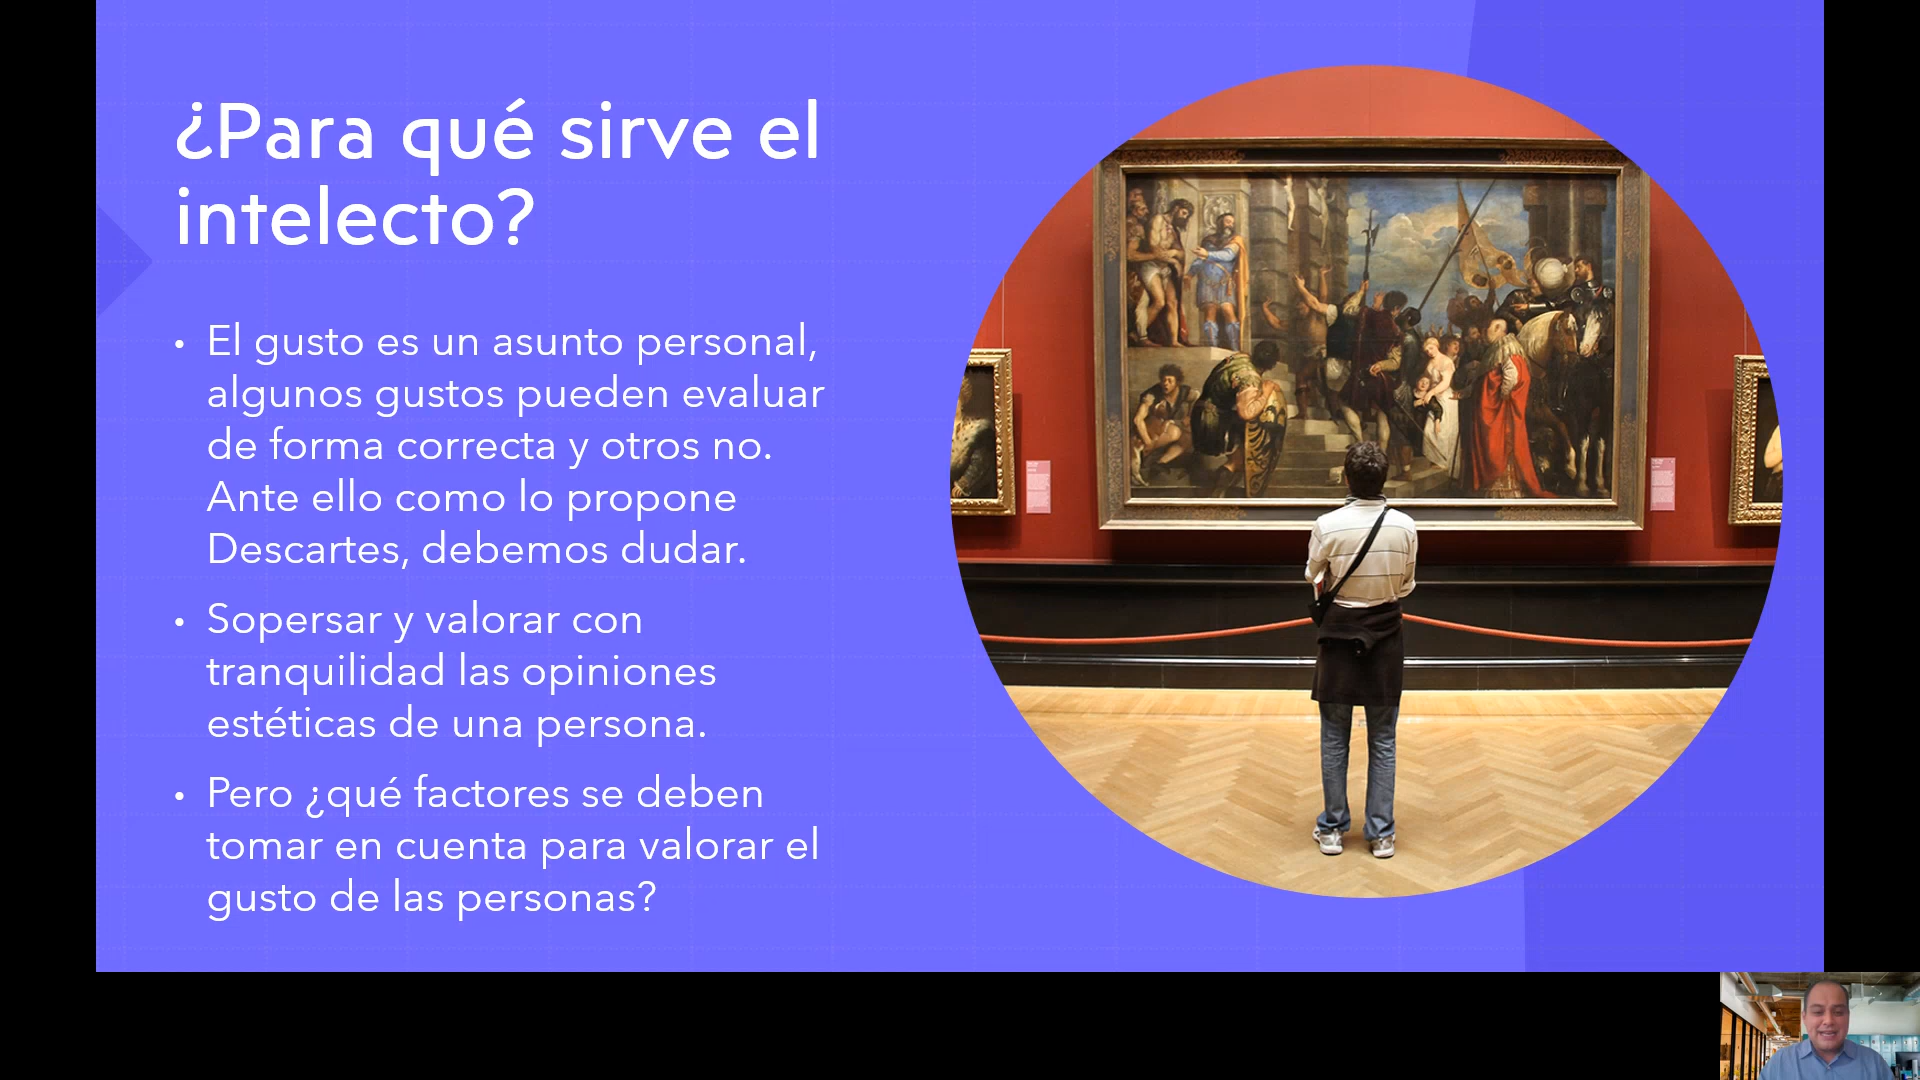 ¿Para qué sirve el
intelecto?
• El gusto es un asunto personal,
algunos gustos pueden evaluar
de forma correcta y otros no.
Ante ello como lo propone
Descartes, debemos dudar.
• Sopersar y valorar con
tranquilidad las opiniones
estéticas de una persona.
• Pero ¿qué factores se deben
tomar en cuenta para valorar el
gusto de las personas?